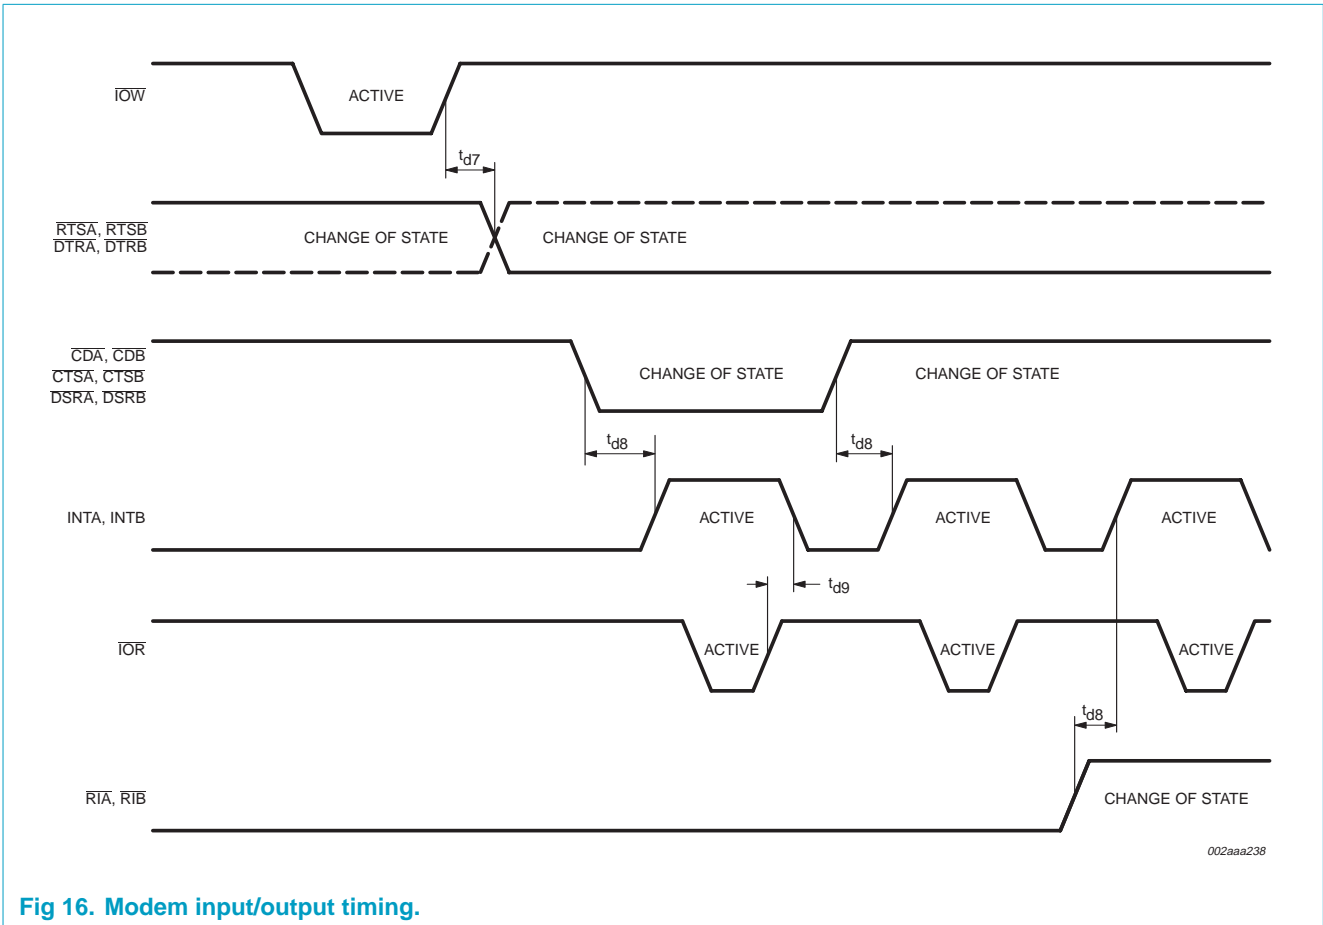 IOW
ACTIVE
td7
RTSA, RTSB
DTRA, DTRB
CHANGE OF STATE
CHANGE OF STATE
CDA, CDB
CTSA, CTSB
DSRA, DSRB
CHANGE OF STATE
CHANGE OF STATE
td8
td8
INTA, INTB
ACTIVE
ACTIVE
ACTIVE
td9
IOR
ACTIVE
ACTIVE
ACTIVE
td8
RIA, RIB
CHANGE OF STATE
002aaa238
Fig 16. Modem input/output timing.